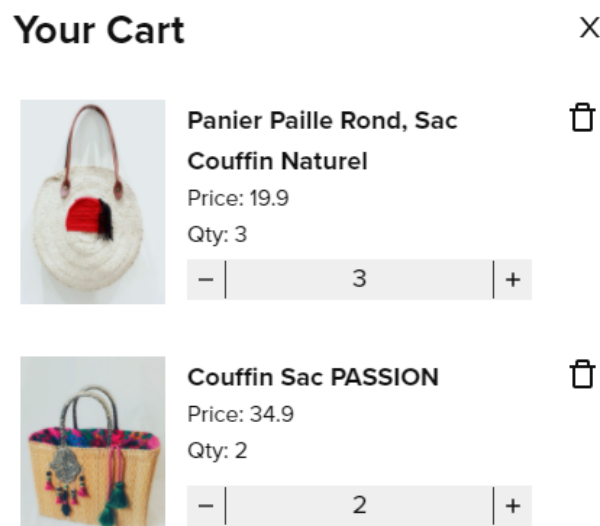 Your Cart X
Panier Paille Rond, Sac
Couffin Naturel
Price: 19.9
Qty: 3
− 3 +
Couffin Sac PASSION
Price: 34.9
Qty: 2
− 2 +